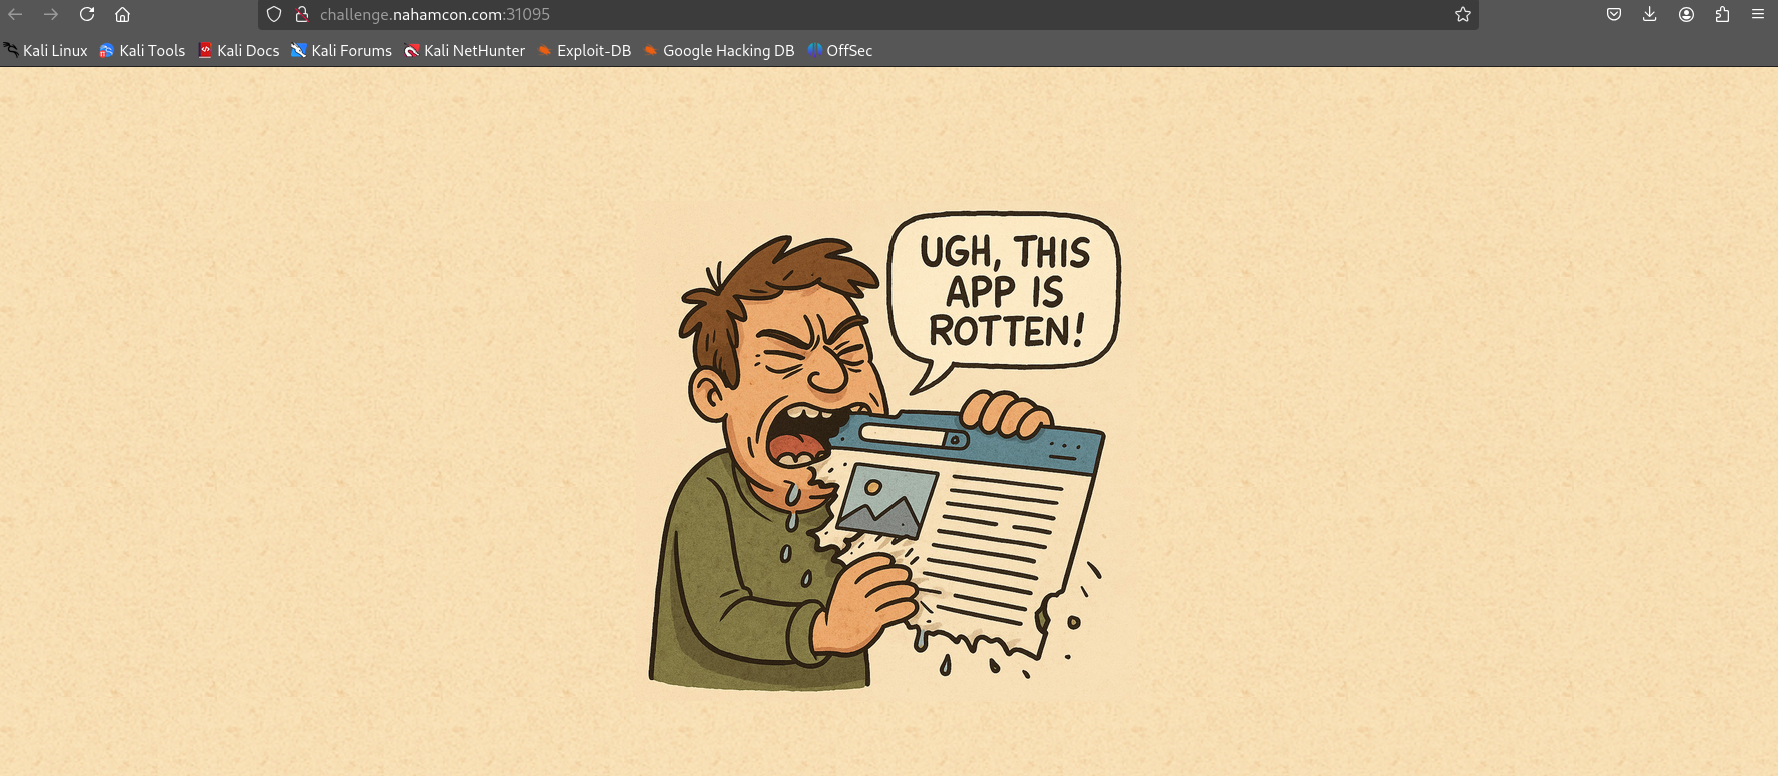 challenge.nahamcon.com:31095
Kali Linux Kali Tools Kali Docs Kali Forums Kali NetHunter Exploit-DB Google Hacking DB OffSec
UGH, THIS
APP IS
ROTTEN!